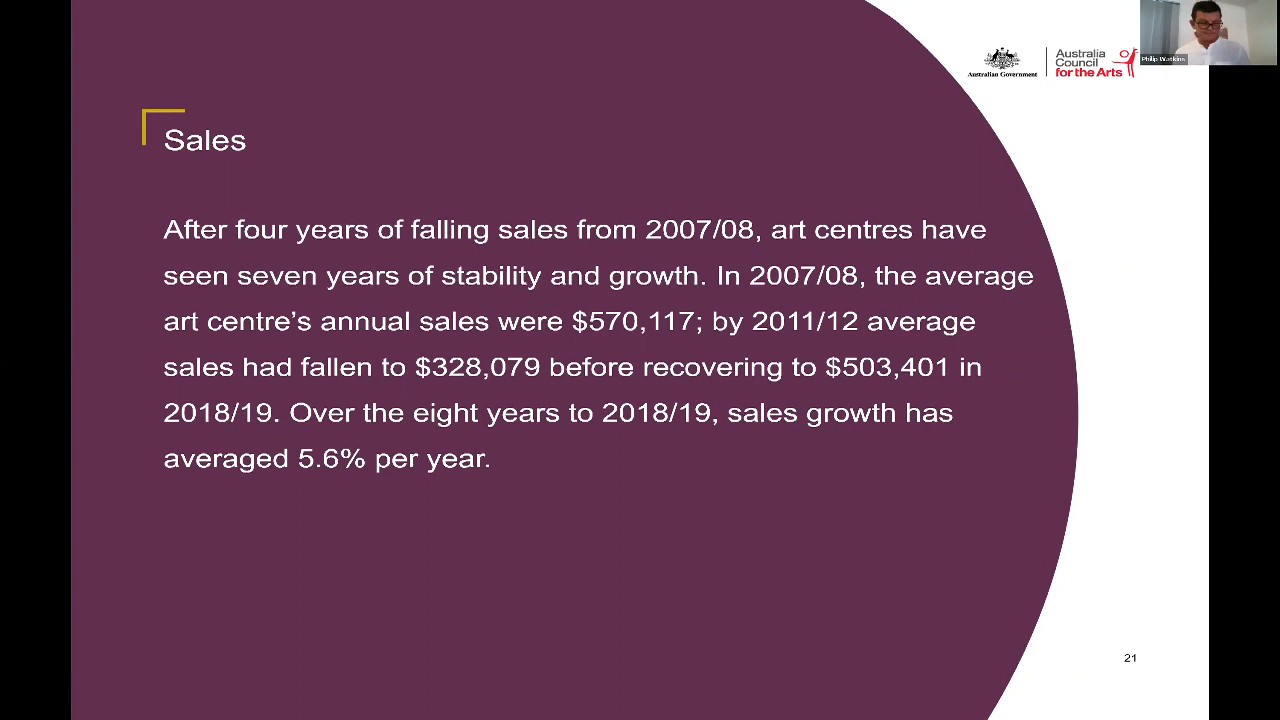 Australian Government
Australia
Council
for the Arts
Philip Watkins
Sales
After four years of falling sales from 2007/08, art centres have
seen seven years of stability and growth. In 2007/08, the average
art centre’s annual sales were $570,117; by 2011/12 average
sales had fallen to $328,079 before recovering to $503,401 in
2018/19. Over the eight years to 2018/19, sales growth has
averaged 5.6% per year.
21